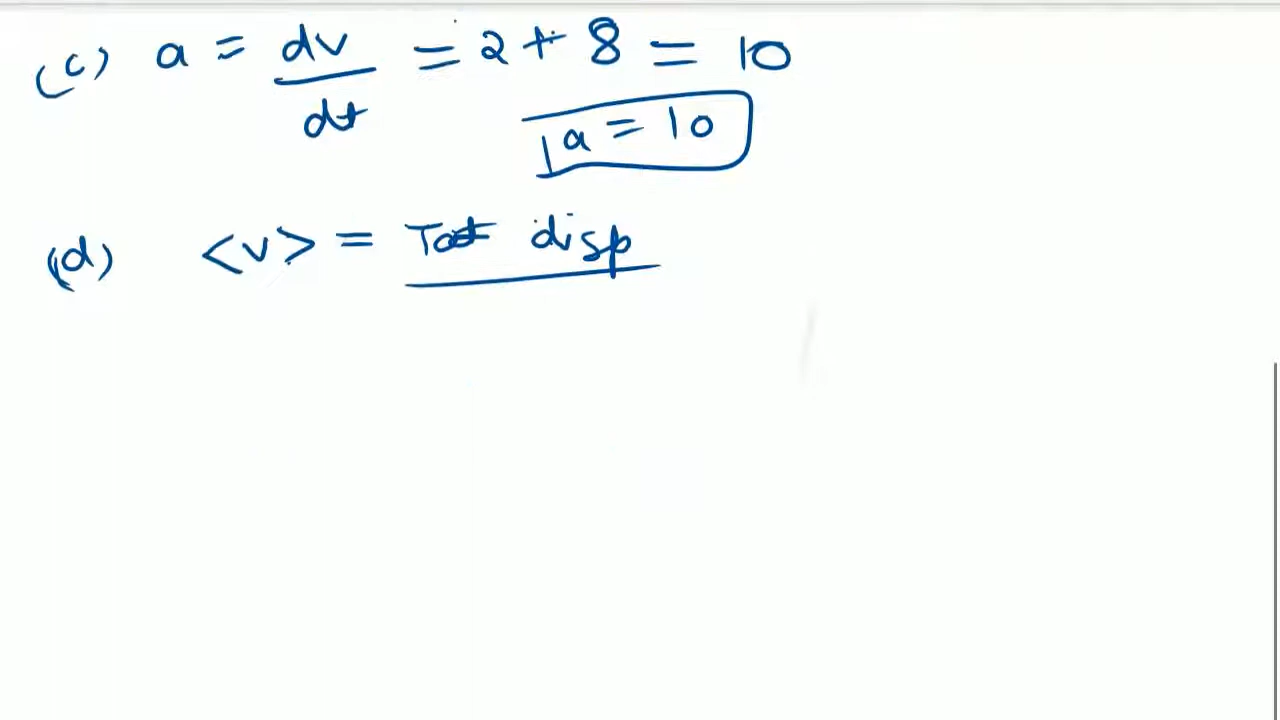 (c) a = dv/dt = 2 + 8 = 10
a = 10
(d) <v> = Tot disp